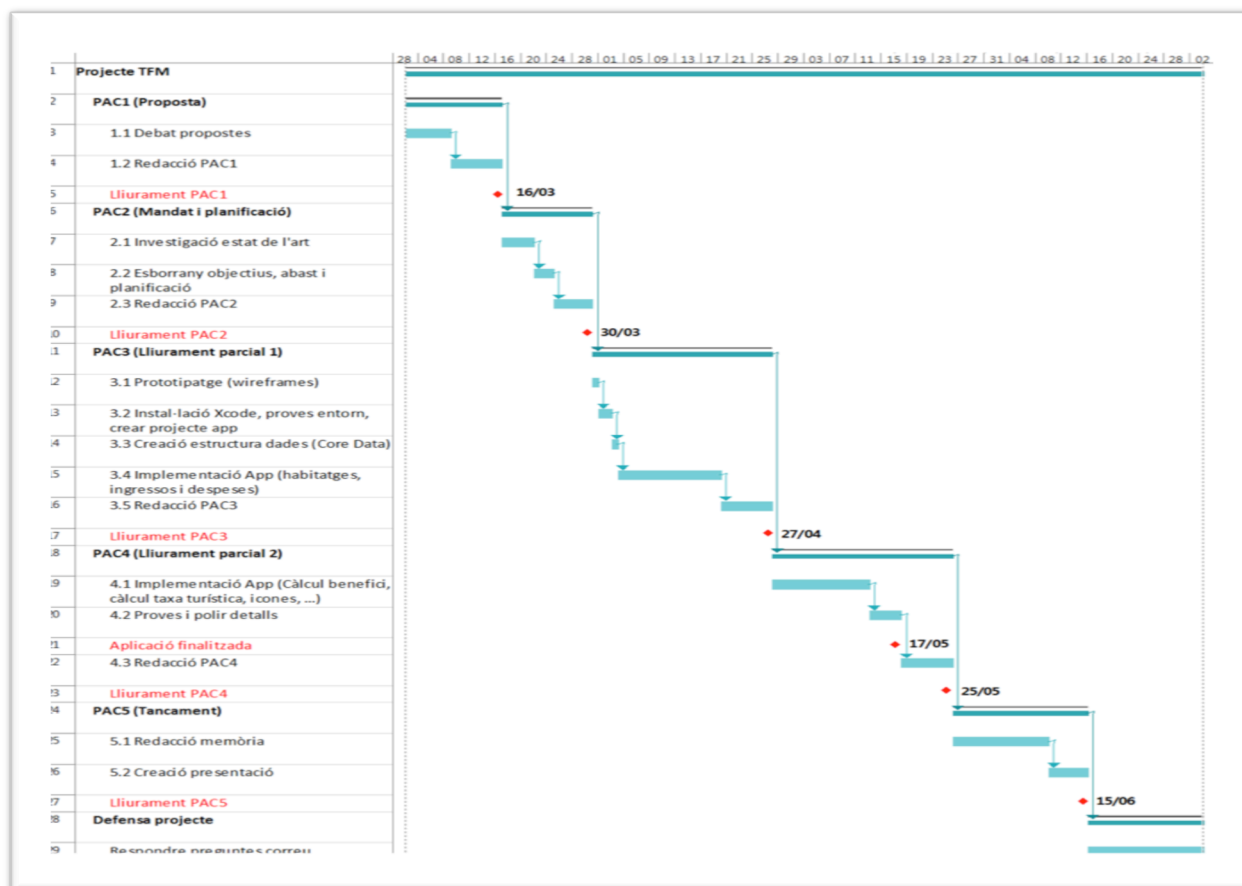 28 04 08 12 16 20 24 28 01 05 09 13 17 21 25 29 03 07 11 15 19 23 27 31 04 08 12 16 20 24 28 02
1 Projecte TFM
2 PAC1 (Proposta)
3 1.1 Debat propostes
4 1.2 Redacció PAC1
5 Lliurament PAC1 16/03
6 PAC2 (Mandat i planificació)
7 2.1 Investigació estat de l'art
8 2.2 Esborrany objectius, abast i
planificació
9 2.3 Redacció PAC2
10 Lliurament PAC2 30/03
11 PAC3 (Lliurament parcial 1)
12 3.1 Prototipatge (wireframes)
13 3.2 Instal·lació Xcode, proves entorn,
crear projecte app
14 3.3 Creació estructura dades (Core Data)
15 3.4 Implementació App (habitatges,
ingressos i despeses)
16 3.5 Redacció PAC3
17 Lliurament PAC3 27/04
18 PAC4 (Lliurament parcial 2)
19 4.1 Implementació App (Càlcul benefici,
càlcul taxa turística, icones, ...)
20 4.2 Proves i polir detalls
21 Aplicació finalitzada 17/05
22 4.3 Redacció PAC4
23 Lliurament PAC4 25/05
24 PAC5 (Tancament)
25 5.1 Redacció memòria
26 5.2 Creació presentació
27 Lliurament PAC5 15/06
28 Defensa projecte
29 Respondre preguntes correu